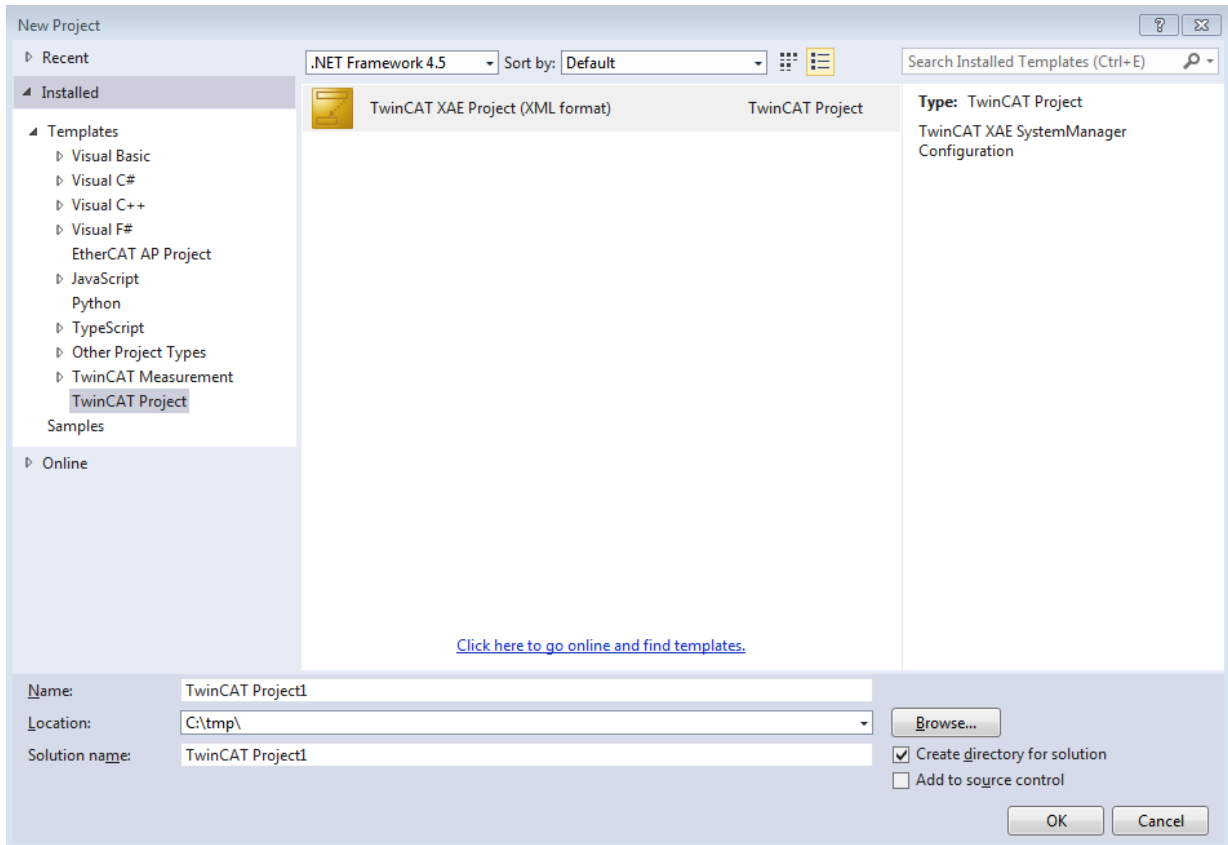 New Project
Recent
.NET Framework 4.5 Sort by: Default
Search Installed Templates (Ctrl+E)
Installed
Templates
Visual Basic
Visual C#
Visual C++
Visual F#
EtherCAT AP Project
JavaScript
Python
TypeScript
Other Project Types
TwinCAT Measurement
TwinCAT Project
Samples
Online
TwinCAT XAE Project (XML format) TwinCAT Project
Type: TwinCAT Project
TwinCAT XAE SystemManager
Configuration
Click here to go online and find templates.
Name: TwinCAT Project1
Location: C:\tmp\ Browse...
Solution name: TwinCAT Project1
Create directory for solution
Add to source control
OK Cancel